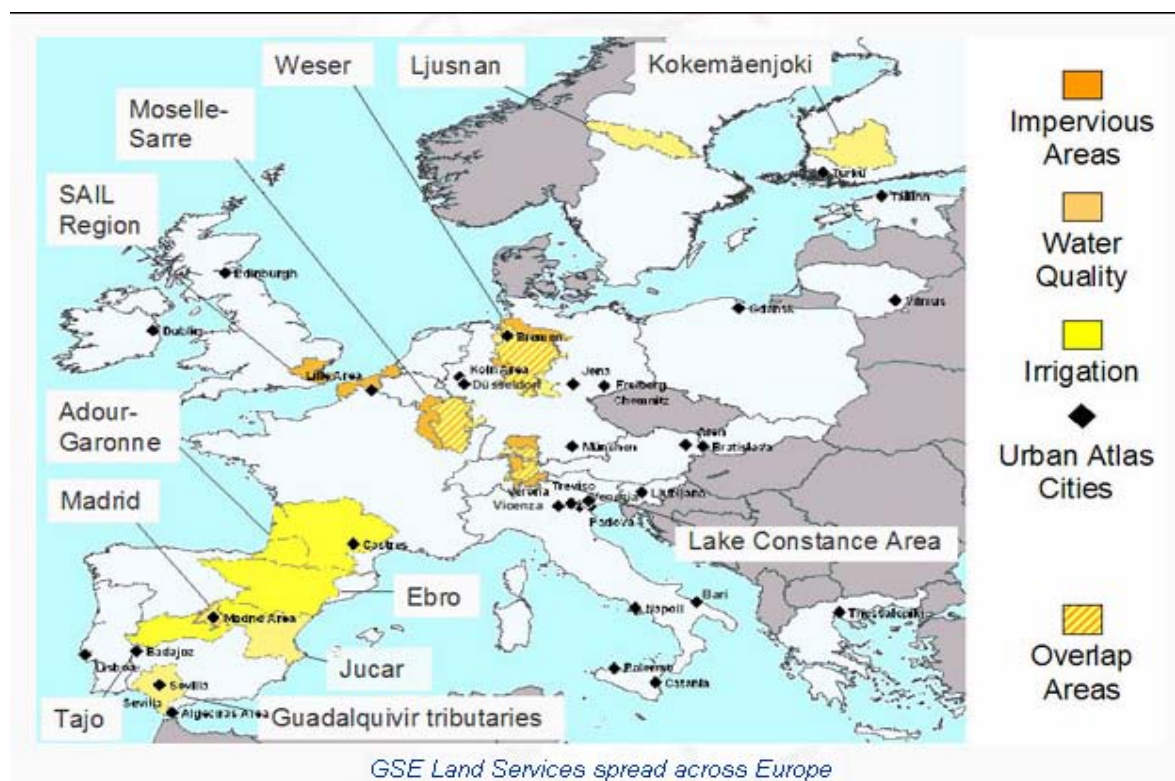 Weser
Ljusnan
Kokemäenjoki
Moselle-
Sarre
SAIL
Region
Adour-
Garonne
Madrid
Tajo
Ebro
Jucar
Guadalquivir tributaries
Lake Constance Area
Turku
Tallinn
Edinburgh
Dublin
Vilnius
Gdansk
Bremen
Lille Area
Koln Area
Düsseldorf
Jena
Freiberg
Chemnitz
München
Wien
Bratislava
Treviso
Verona
Venezia
Vicenza
Padova
Ljubljana
Castres
Madrid Area
Badajoz
Lisboa
Sevilla
Sevilla
Algeciras Area
Napoli
Bari
Thessaloniki
Palermo
Catania
Impervious
Areas
Water
Quality
Irrigation
Urban Atlas
Cities
Overlap
Areas
GSE Land Services spread across Europe